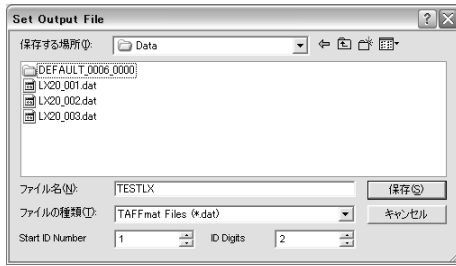 Set Output File
保存する場所(I): Data
DEFAULT_0006_0000
LX20_001.dat
LX20_002.dat
LX20_003.dat
ファイル名(N): TESTLX 保存(S)
ファイルの種類(T): TAFFmat Files (*.dat) キャンセル
Start ID Number 1 ID Digits 2